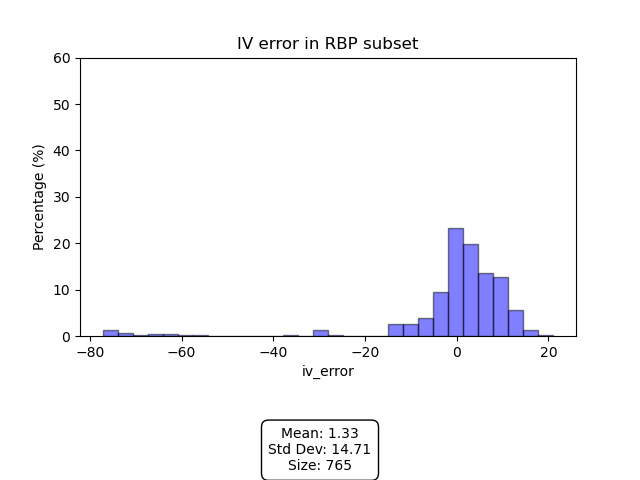 IV error in RBP subset
60
50
40
30
20
10
0
Percentage (%)
−80
−60
−40
−20
0
20
iv_error
Mean: 1.33
Std Dev: 14.71
Size: 765